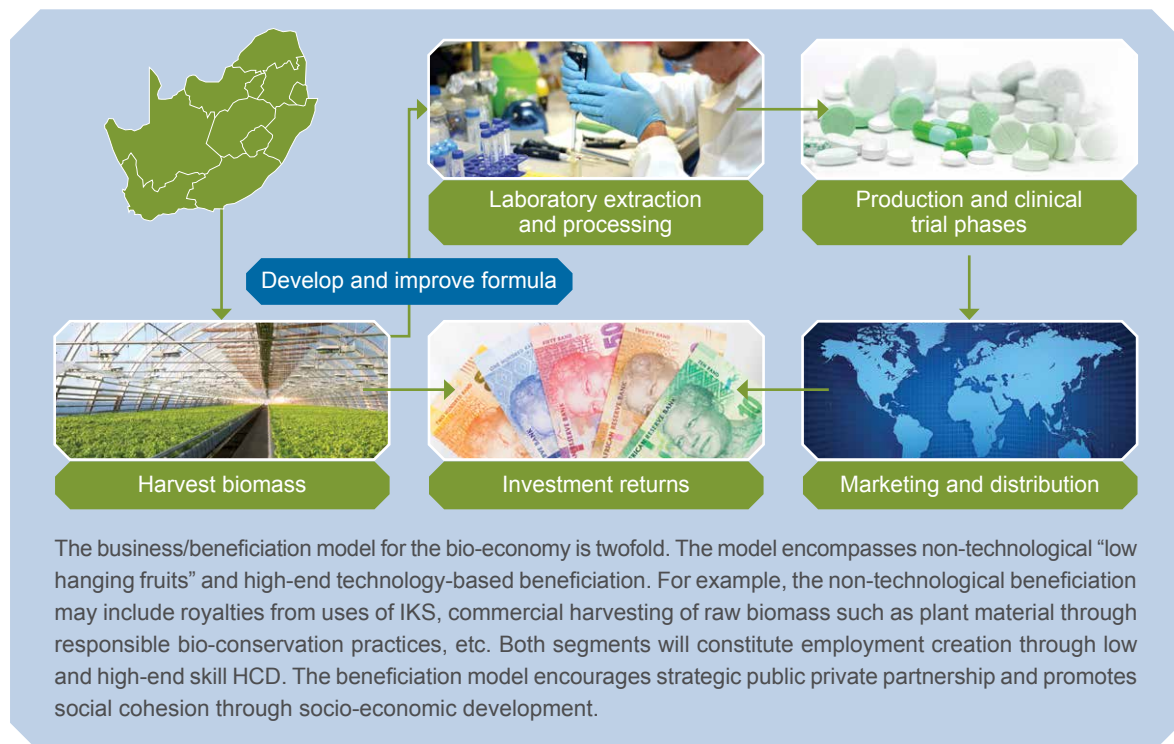 Laboratory extraction
and processing
Production and clinical
trial phases
Develop and improve formula
Harvest biomass
Investment returns
Marketing and distribution
The business/beneficiation model for the bio-economy is twofold. The model encompasses non-technological “low
hanging fruits” and high-end technology-based beneficiation. For example, the non-technological beneficiation
may include royalties from uses of IKS, commercial harvesting of raw biomass such as plant material through
responsible bio-conservation practices, etc. Both segments will constitute employment creation through low
and high-end skill HCD. The beneficiation model encourages strategic public private partnership and promotes
social cohesion through socio-economic development.